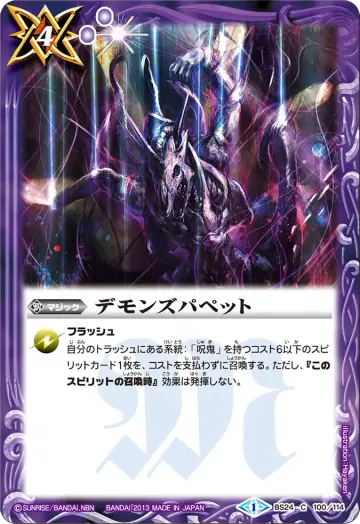 4
マジック
デモンズパペット
フラッシュ
自分のトラッシュにある系統：「呪鬼」を持つコスト6以下のスピ
リットカード1枚を、コストを支払わずに召喚する。ただし、『この
スピリットの召喚時』効果は発揮しない。
Illustration Hayaken
©SUNRISE/BANDAI,NBN BANDAI 2013 MADE IN JAPAN
1 BS24-C 100/114